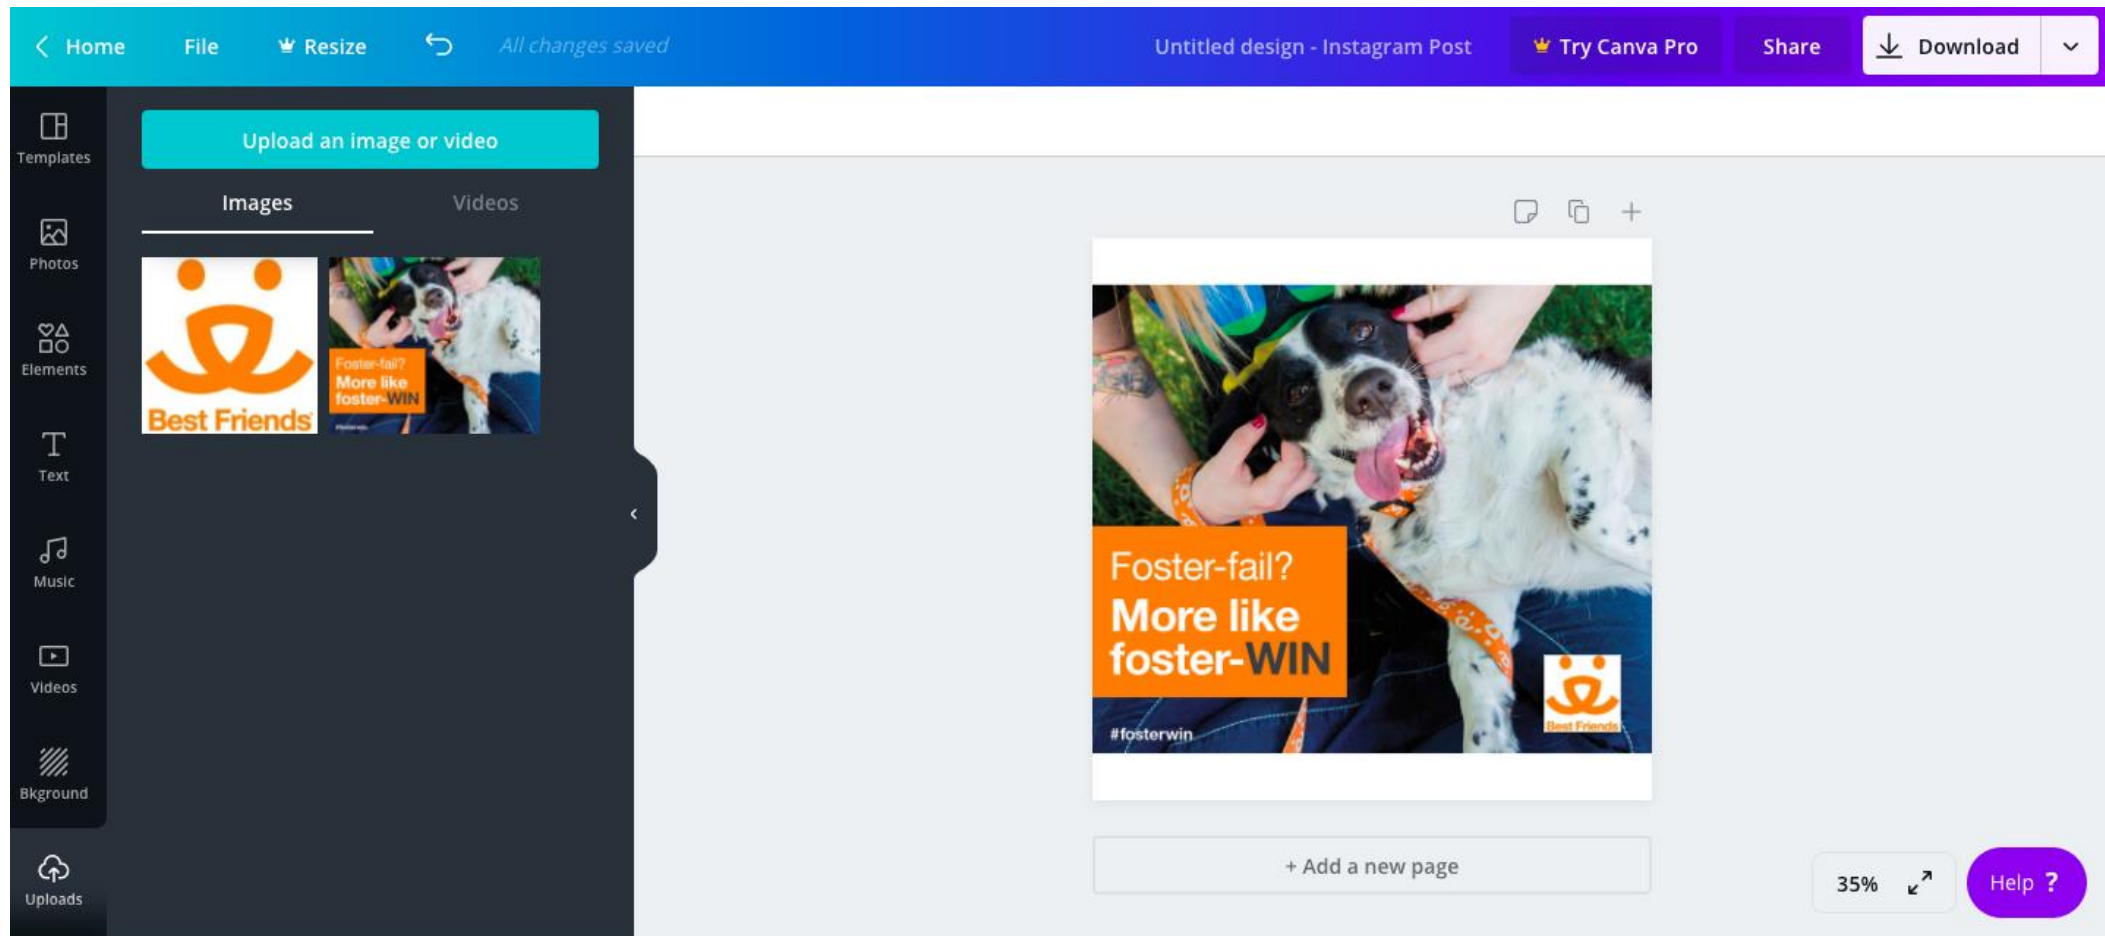 Home
File
Resize
All changes saved
Untitled design - Instagram Post
Try Canva Pro
Share
Download
Templates
Photos
Elements
Text
Music
Videos
Bkground
Uploads
Upload an image or video
Images
Videos
Best Friends
Foster-fail?
More like
foster-WIN
#fosterwin
Foster-fail?
More like
foster-WIN
#fosterwin
Best Friends
+ Add a new page
35%
Help ?